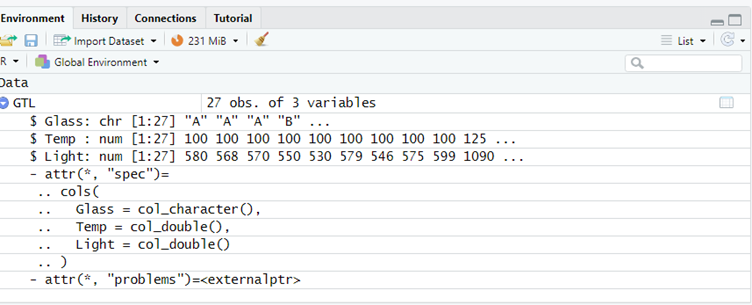 Environment History Connections Tutorial
Import Dataset 231 MiB List
R Global Environment
Data
GTL 27 obs. of 3 variables
$ Glass: chr [1:27] "A" "A" "A" "B" ...
$ Temp : num [1:27] 100 100 100 100 100 100 100 100 100 125 ...
$ Light: num [1:27] 580 568 570 550 530 579 546 575 599 1090 ...
- attr(*, "spec")=
.. cols(
.. Glass = col_character(),
.. Temp = col_double(),
.. Light = col_double()
.. )
- attr(*, "problems")=<externalptr>